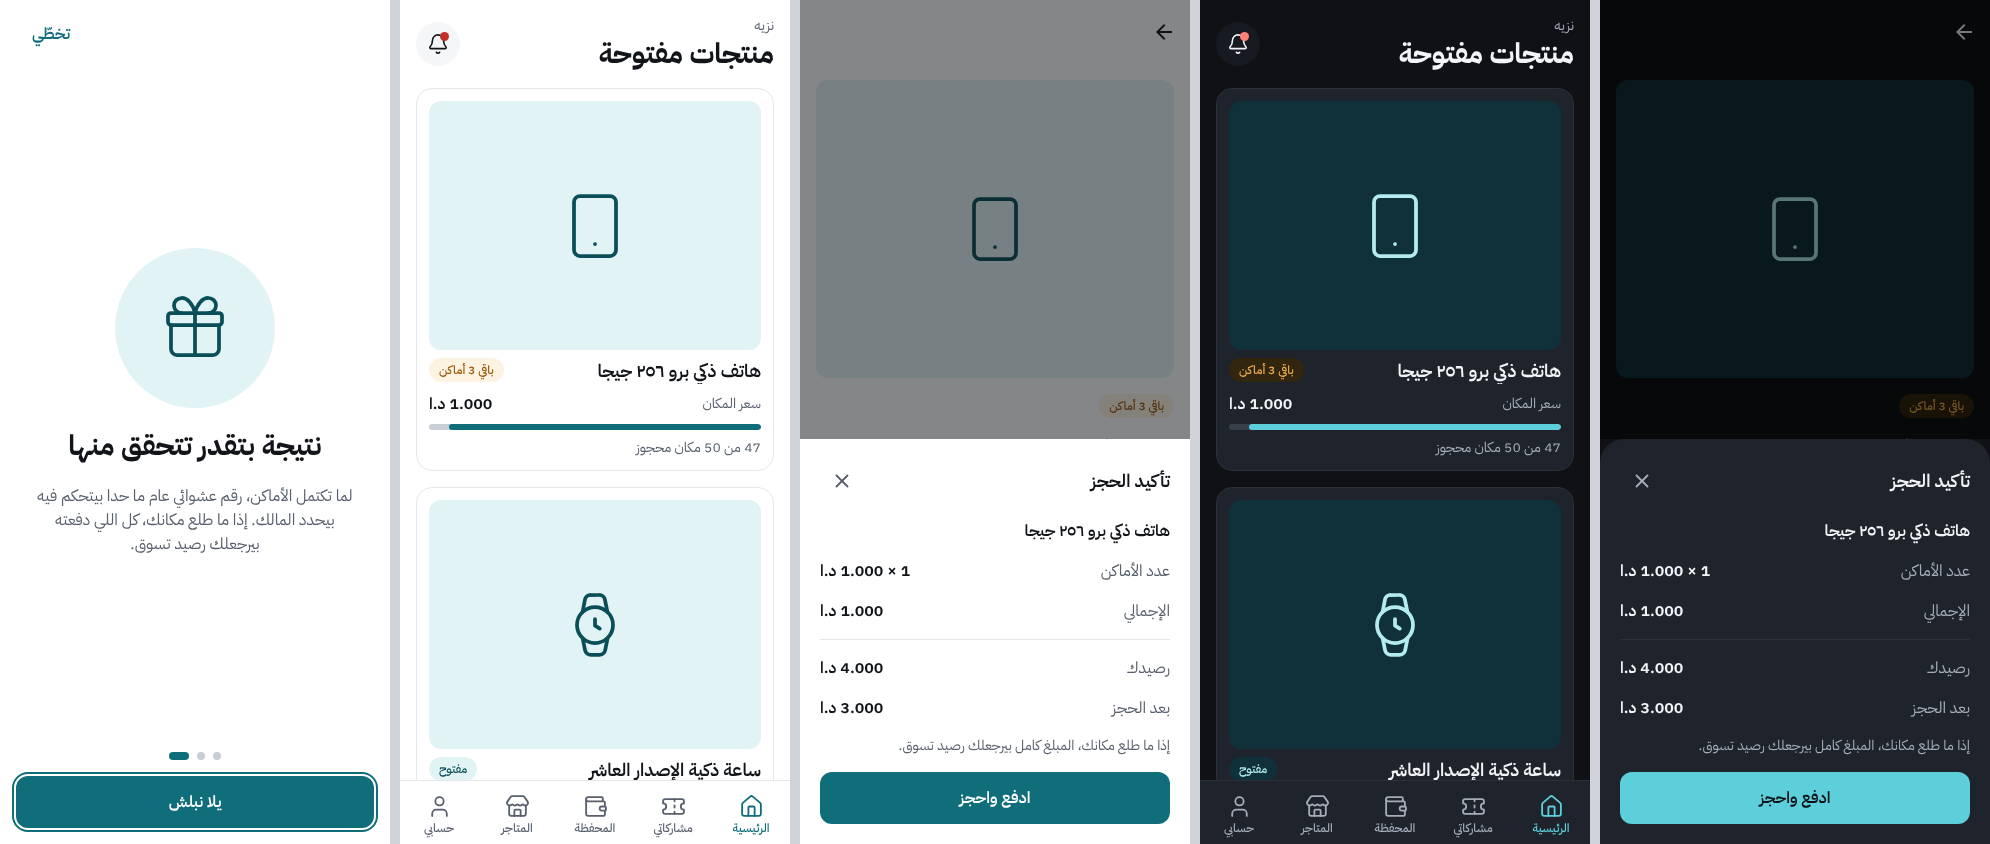 تخطّي
نتيجة بتقدر تتحقق منها
لما تكتمل الأماكن، رقم عشوائي عام ما حدا بيتحكم فيه
بيحدد المالك. إذا ما طلع مكانك، كل اللي دفعته
بيرجعلك رصيد تسوق.
يلا نبلش
نزيه
منتجات مفتوحة
هاتف ذكي برو ٢٥٦ جيجا
باقي 3 أماكن
سعر المكان
1.000 د.ا
47 من 50 مكان محجوز
ساعة ذكية الإصدار العاشر
مفتوح
الرئيسية
مشاركاتي
المحفظة
المتاجر
حسابي
باقي 3 أماكن
تأكيد الحجز
هاتف ذكي برو ٢٥٦ جيجا
عدد الأماكن
1 × 1.000 د.ا
الإجمالي
1.000 د.ا
رصيدك
4.000 د.ا
بعد الحجز
3.000 د.ا
إذا ما طلع مكانك، المبلغ كامل بيرجعلك رصيد تسوق.
ادفع واحجز
نزيه
منتجات مفتوحة
هاتف ذكي برو ٢٥٦ جيجا
باقي 3 أماكن
سعر المكان
1.000 د.ا
47 من 50 مكان محجوز
ساعة ذكية الإصدار العاشر
مفتوح
الرئيسية
مشاركاتي
المحفظة
المتاجر
حسابي
باقي 3 أماكن
تأكيد الحجز
هاتف ذكي برو ٢٥٦ جيجا
عدد الأماكن
1 × 1.000 د.ا
الإجمالي
1.000 د.ا
رصيدك
4.000 د.ا
بعد الحجز
3.000 د.ا
إذا ما طلع مكانك، المبلغ كامل بيرجعلك رصيد تسوق.
ادفع واحجز